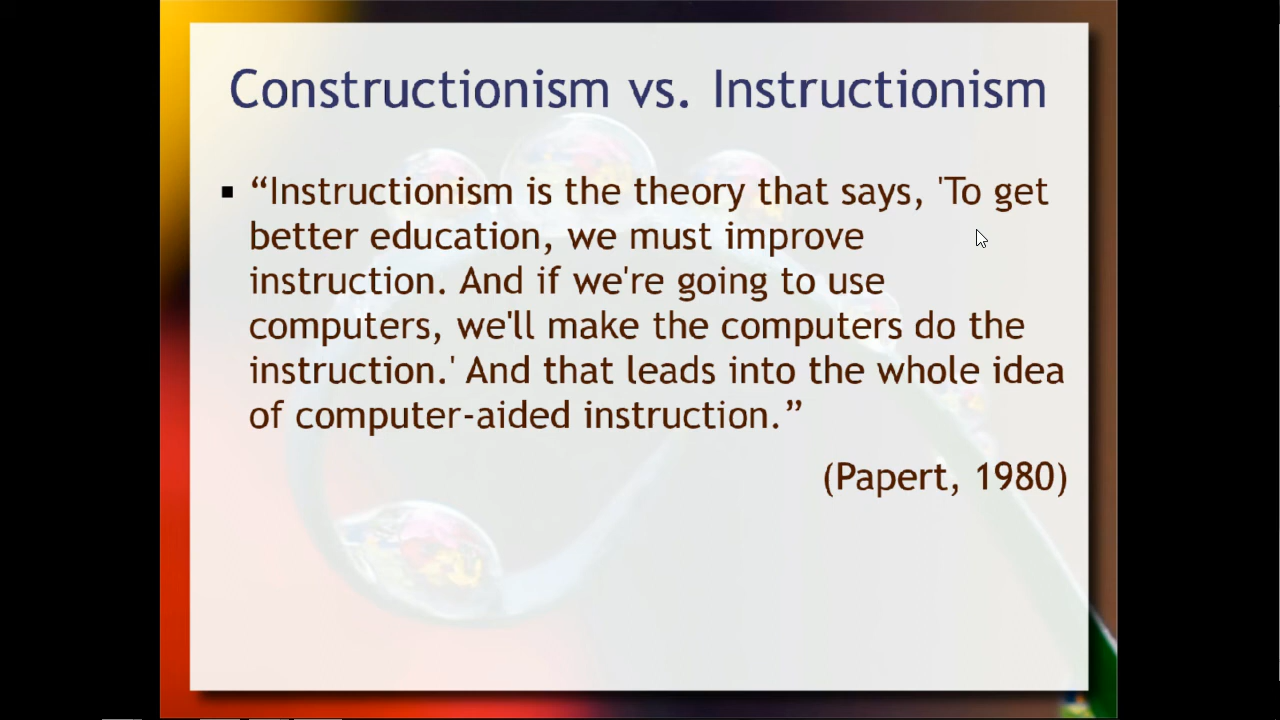 Constructionism vs. Instructionism
▪ “Instructionism is the theory that says, 'To get
better education, we must improve
instruction. And if we're going to use
computers, we'll make the computers do the
instruction.' And that leads into the whole idea
of computer-aided instruction.”
(Papert, 1980)